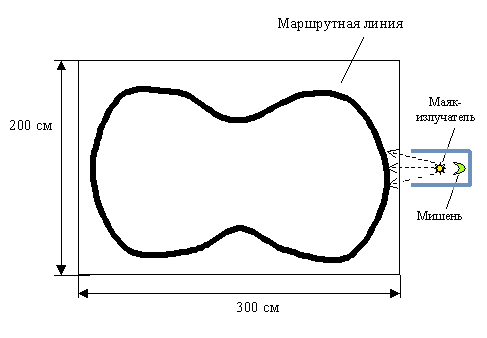 Маршрутная линия
Маяк-
излучатель
200 см
Мишень
300 см